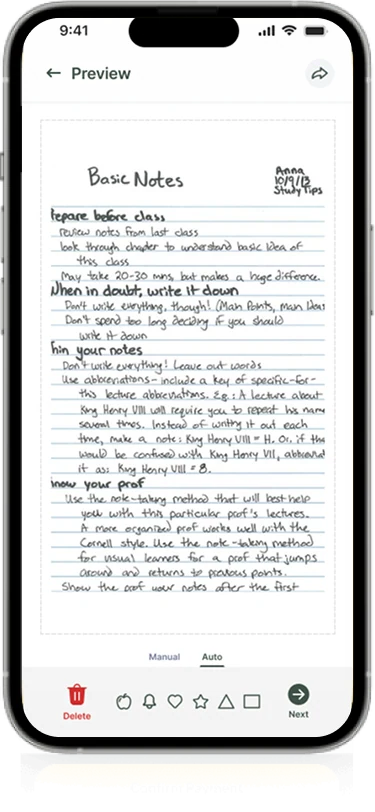 9:41
Preview
Basic Notes
Anna
10/9/13
Study Tips
repare before class
review notes from last class
look through chapter to understand basic idea of
this class
May take 20-30 mins, but makes a huge difference.
When in doubt, write it down
Don't write everything, though! (Main Points, Main Ideas
Don't spend too long deciding if you should
write it down
hin your notes
Don't write everything! Leave out words
Use abbreviations - include a key of specific-for-
this lecture abbreviations. E.g.: A lecture about
King Henry VIII will require you to repeat his name
several times. Instead of writing it out each
time, make a note: King Henry VIII = H. Or, if this
would be confused with King Henry VII, abbreviat
it as: King Henry VIII = 8.
know your prof
Use the note-taking method that will best help
you with this particular prof's lectures.
A more organized prof works well with the
Cornell style. Use the note-taking method
for visual learners for a prof that jumps
around and returns to previous points.
Show the prof your notes after the first
Manual Auto
Delete
Next